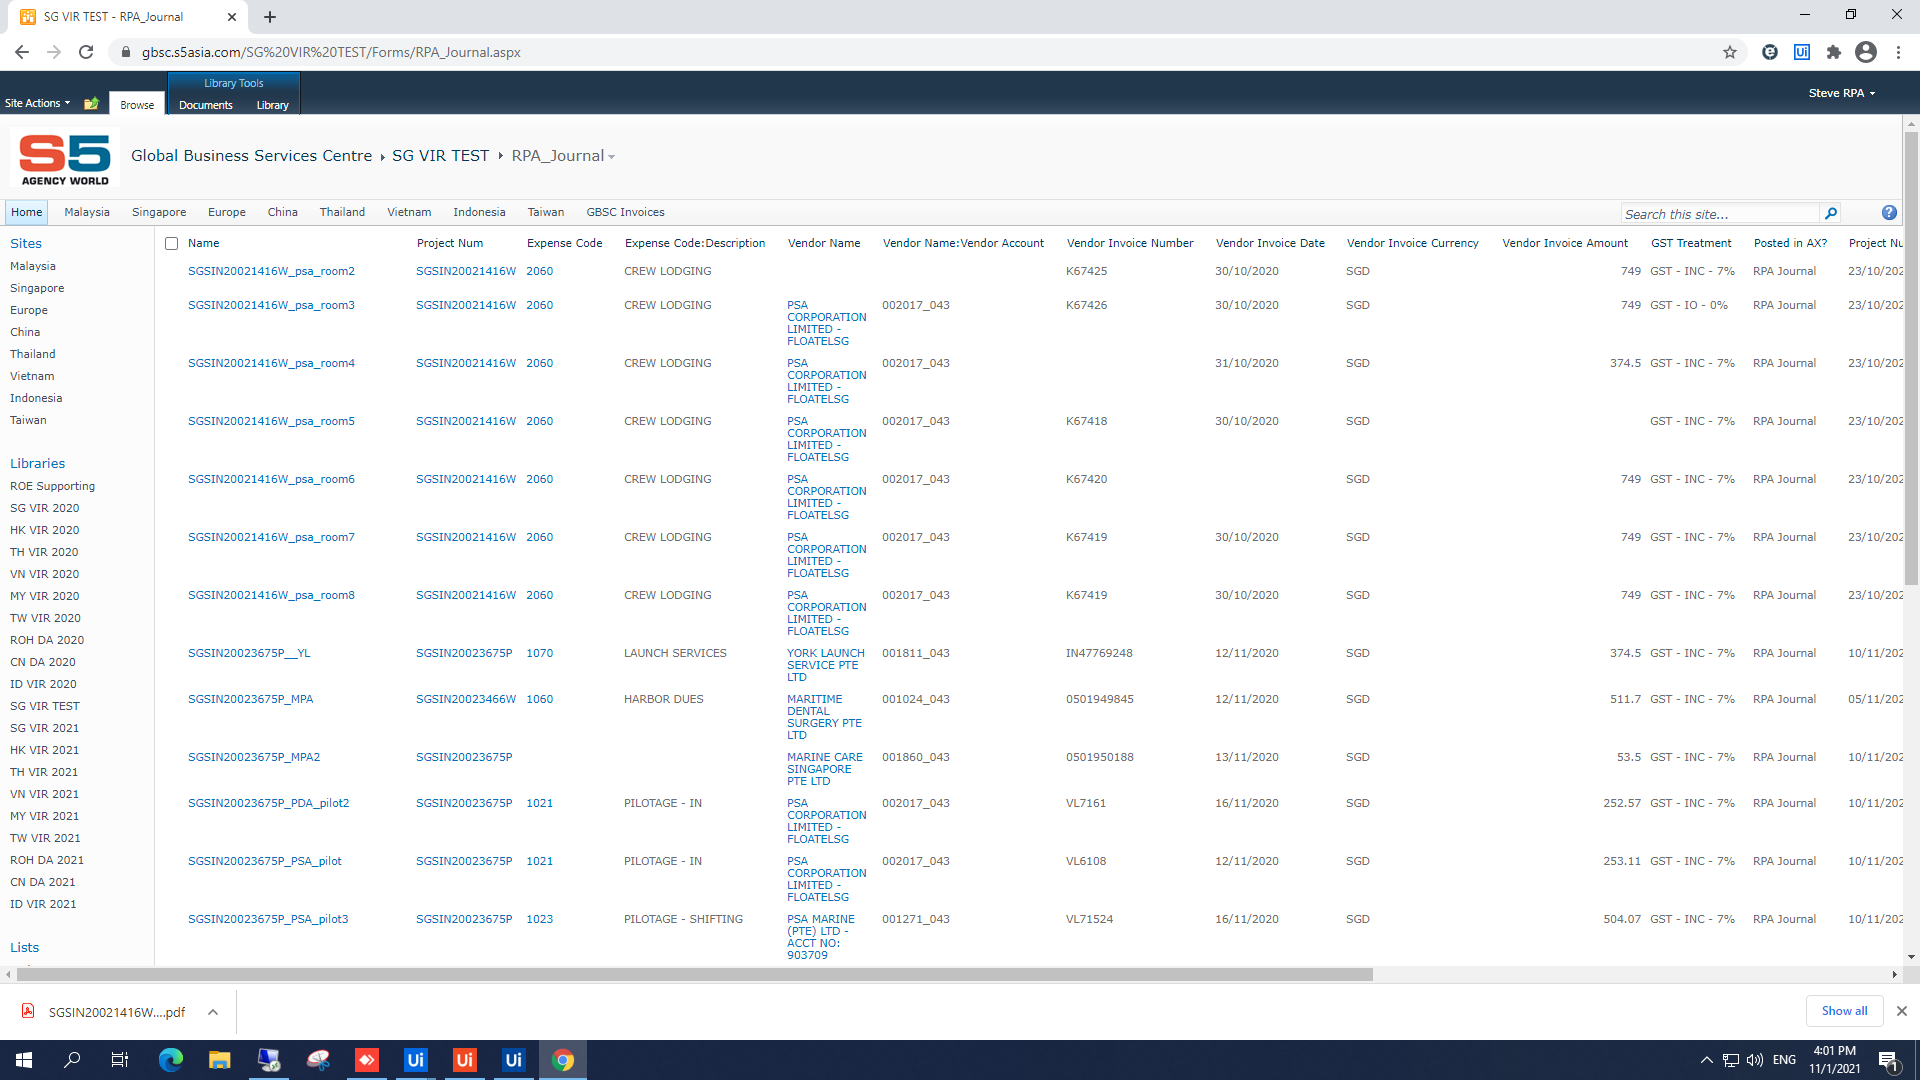 SG VIR TEST - RPA_Journal
gbsc.s5asia.com/SG%20VIR%20TEST/Forms/RPA_Journal.aspx
Library Tools
Site Actions Browse Documents Library Steve RPA
S5
AGENCY WORLD
Global Business Services Centre SG VIR TEST RPA_Journal
Home Malaysia Singapore Europe China Thailand Vietnam Indonesia Taiwan GBSC Invoices Search this site...
Sites
Malaysia
Singapore
Europe
China
Thailand
Vietnam
Indonesia
Taiwan
Libraries
ROE Supporting
SG VIR 2020
HK VIR 2020
TH VIR 2020
VN VIR 2020
MY VIR 2020
TW VIR 2020
ROH DA 2020
CN DA 2020
ID VIR 2020
SG VIR TEST
SG VIR 2021
HK VIR 2021
TH VIR 2021
VN VIR 2021
MY VIR 2021
TW VIR 2021
ROH DA 2021
CN DA 2021
ID VIR 2021
Lists
Name Project Num Expense Code Expense Code:Description Vendor Name Vendor Name:Vendor Account Vendor Invoice Number Vendor Invoice Date Vendor Invoice Currency Vendor Invoice Amount GST Treatment Posted in AX? Project Nu
SGSIN20021416W_psa_room2 SGSIN20021416W 2060 CREW LODGING K67425 30/10/2020 SGD 749 GST - INC - 7% RPA Journal 23/10/202
SGSIN20021416W_psa_room3 SGSIN20021416W 2060 CREW LODGING PSA 002017_043 K67426 30/10/2020 SGD 749 GST - IO - 0% RPA Journal 23/10/202
CORPORATION
LIMITED -
FLOATELSG
SGSIN20021416W_psa_room4 SGSIN20021416W 2060 CREW LODGING PSA 002017_043 31/10/2020 SGD 374.5 GST - INC - 7% RPA Journal 23/10/202
CORPORATION
LIMITED -
FLOATELSG
SGSIN20021416W_psa_room5 SGSIN20021416W 2060 CREW LODGING PSA 002017_043 K67418 30/10/2020 SGD GST - INC - 7% RPA Journal 23/10/202
CORPORATION
LIMITED -
FLOATELSG
SGSIN20021416W_psa_room6 SGSIN20021416W 2060 CREW LODGING PSA 002017_043 K67420 SGD 749 GST - INC - 7% RPA Journal 23/10/202
CORPORATION
LIMITED -
FLOATELSG
SGSIN20021416W_psa_room7 SGSIN20021416W 2060 CREW LODGING PSA 002017_043 K67419 30/10/2020 SGD 749 GST - INC - 7% RPA Journal 23/10/202
CORPORATION
LIMITED -
FLOATELSG
SGSIN20021416W_psa_room8 SGSIN20021416W 2060 CREW LODGING PSA 002017_043 K67419 30/10/2020 SGD 749 GST - INC - 7% RPA Journal 23/10/202
CORPORATION
LIMITED -
FLOATELSG
SGSIN20023675P__YL SGSIN20023675P 1070 LAUNCH SERVICES YORK LAUNCH 001811_043 IN47769248 12/11/2020 SGD 374.5 GST - INC - 7% RPA Journal 10/11/202
SERVICE PTE
LTD
SGSIN20023675P_MPA SGSIN20023466W 1060 HARBOR DUES MARITIME 001024_043 0501949845 12/11/2020 SGD 511.7 GST - INC - 7% RPA Journal 05/11/202
DENTAL
SURGERY PTE
LTD
SGSIN20023675P_MPA2 SGSIN20023675P MARINE CARE 001860_043 0501950188 13/11/2020 SGD 53.5 GST - INC - 7% RPA Journal 10/11/202
SINGAPORE
PTE LTD
SGSIN20023675P_PDA_pilot2 SGSIN20023675P 1021 PILOTAGE - IN PSA 002017_043 VL7161 16/11/2020 SGD 252.57 GST - INC - 7% RPA Journal 10/11/202
CORPORATION
LIMITED -
FLOATELSG
SGSIN20023675P_PSA_pilot SGSIN20023675P 1021 PILOTAGE - IN PSA 002017_043 VL6108 12/11/2020 SGD 253.11 GST - INC - 7% RPA Journal 10/11/202
CORPORATION
LIMITED -
FLOATELSG
SGSIN20023675P_PSA_pilot3 SGSIN20023675P 1023 PILOTAGE - SHIFTING PSA MARINE 001271_043 VL71524 16/11/2020 SGD 504.07 GST - INC - 7% RPA Journal 10/11/202
(PTE) LTD -
ACCT NO:
903709
SGSIN20021416W....pdf Show all
Ui Ui Ui ENG 4:01 PM
11/1/2021 1